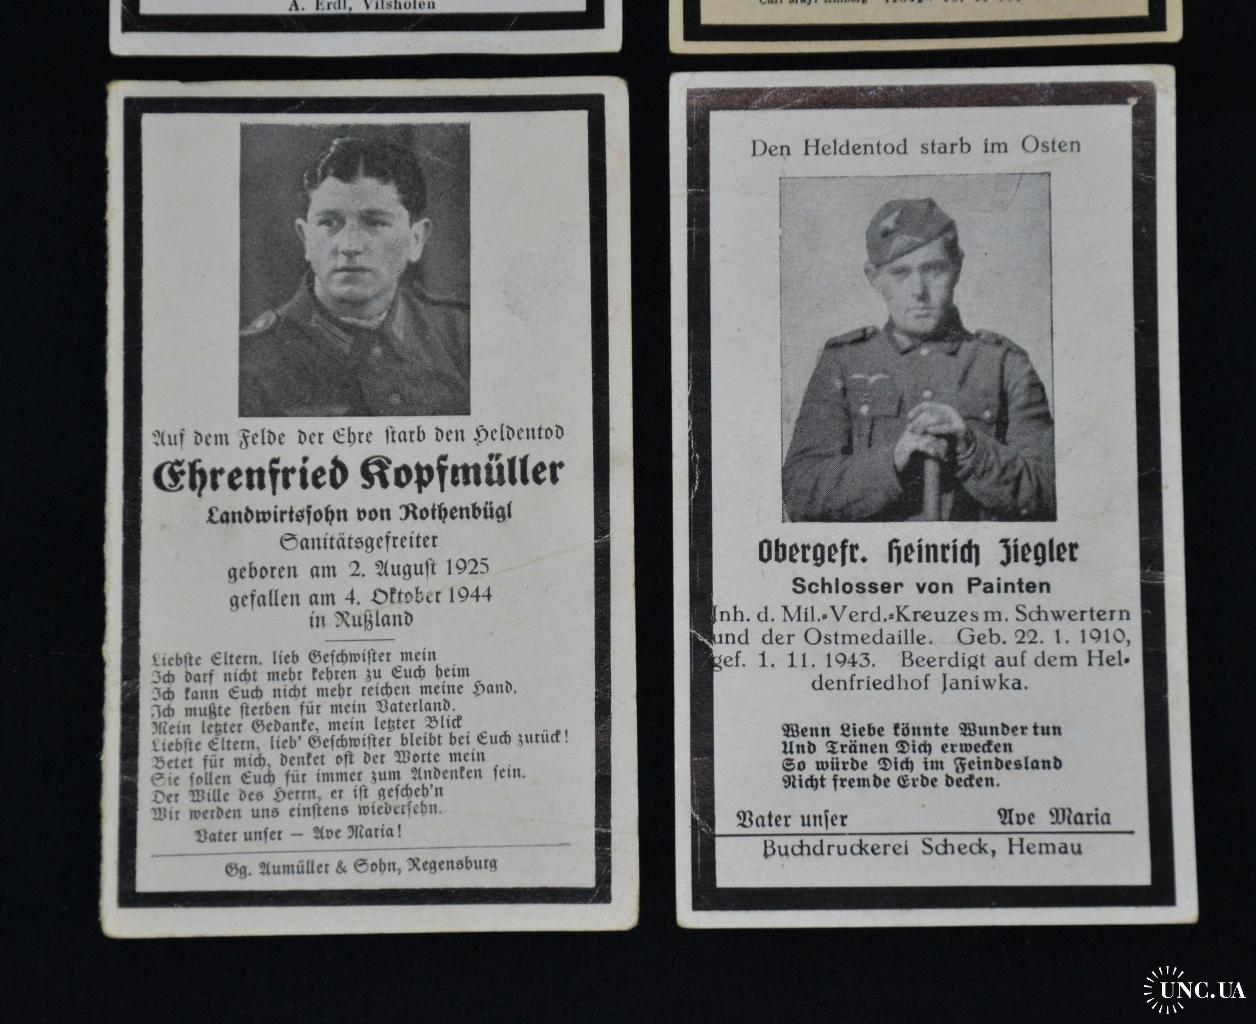 A. Erdl, Vilshofen
Auf dem Felde der Ehre starb den Heldentod
Ehrenfried Kopfmüller
Landwirtssohn von Rothenbügl
Sanitätsgefreiter
geboren am 2. August 1925
gefallen am 4. Oktober 1944
in Rußland
Liebste Eltern, lieb Geschwister mein
Ich darf nicht mehr kehren zu Euch heim
Ich kann Euch nicht mehr reichen meine Hand.
Ich mußte sterben für mein Vaterland.
Mein letzter Gedanke, mein letzter Blick
Liebste Eltern, lieb' Geschwister bleibt bei Euch zurück!
Betet für mich, denket oft der Worte mein
Sie sollen Euch für immer zum Andenken sein.
Der Wille des Herrn, er ist gescheh'n
Wir werden uns einstens wiedersehn.
Vater unser — Ave Maria!
Gg. Aumüller & Sohn, Regensburg
Den Heldentod starb im Osten
Obergefr. Heinrich Ziegler
Schlosser von Painten
Inh. d. Mil.-Verd.-Kreuzes m. Schwertern
und der Ostmedaille. Geb. 22. 1. 1910,
gef. 1. 11. 1943. Beerdigt auf dem Hel-
denfriedhof Janiwka.
Wenn Liebe könnte Wunder tun
Und Tränen Dich erwecken
So würde Dich im Feindesland
Nicht fremde Erde decken.
Vater unser Ave Maria
Buchdruckerei Scheck, Hemau
UNC.UA